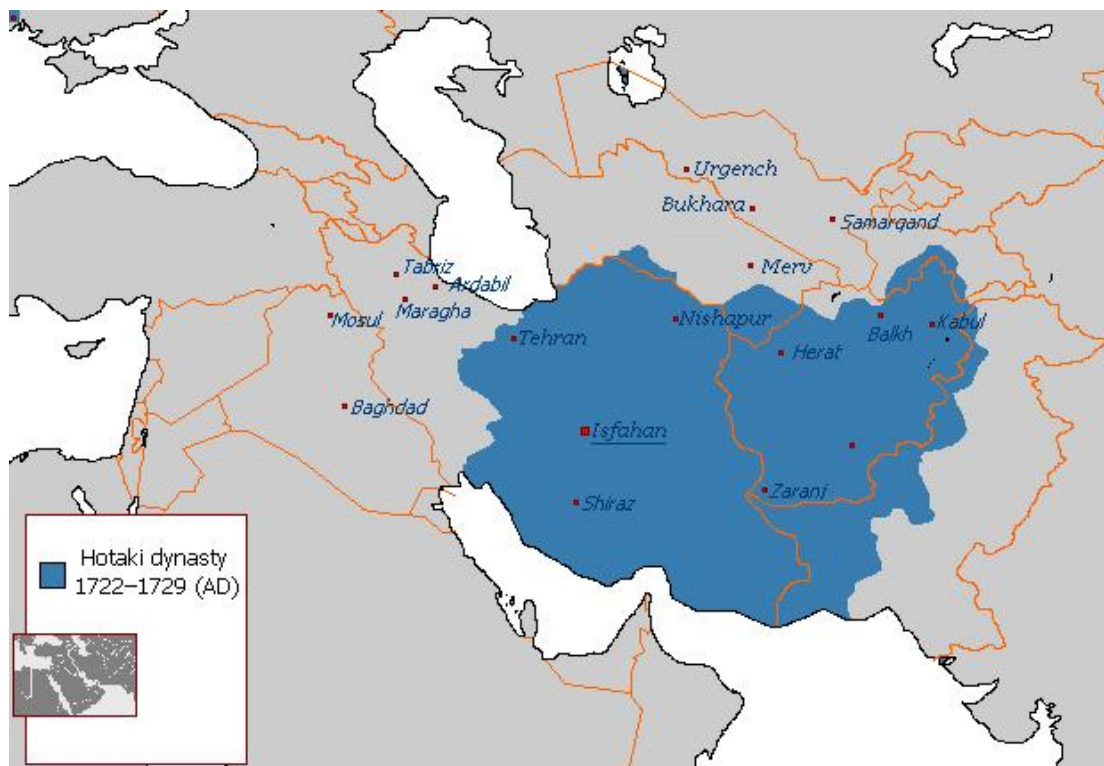 Urgench
Bukhara
Samarqand
Merv
Tabriz
Ardabil
Maragha
Mosul
Nishapur
Balkh
Kabul
Tehran
Herat
Baghdad
Isfahan
Zaranj
Shiraz
Hotaki dynasty
1722–1729 (AD)